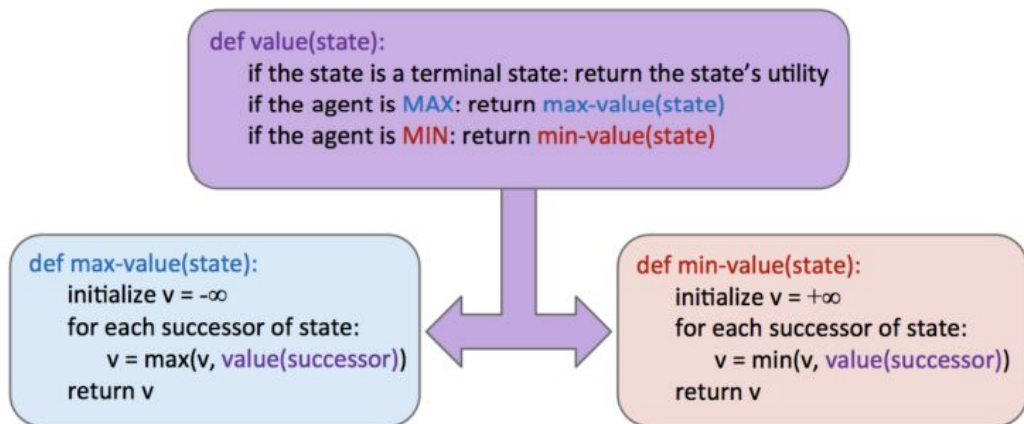 def value(state):
if the state is a terminal state: return the state’s utility
if the agent is MAX: return max-value(state)
if the agent is MIN: return min-value(state)
def max-value(state):
initialize v = -∞
for each successor of state:
v = max(v, value(successor))
return v
def min-value(state):
initialize v = +∞
for each successor of state:
v = min(v, value(successor))
return v